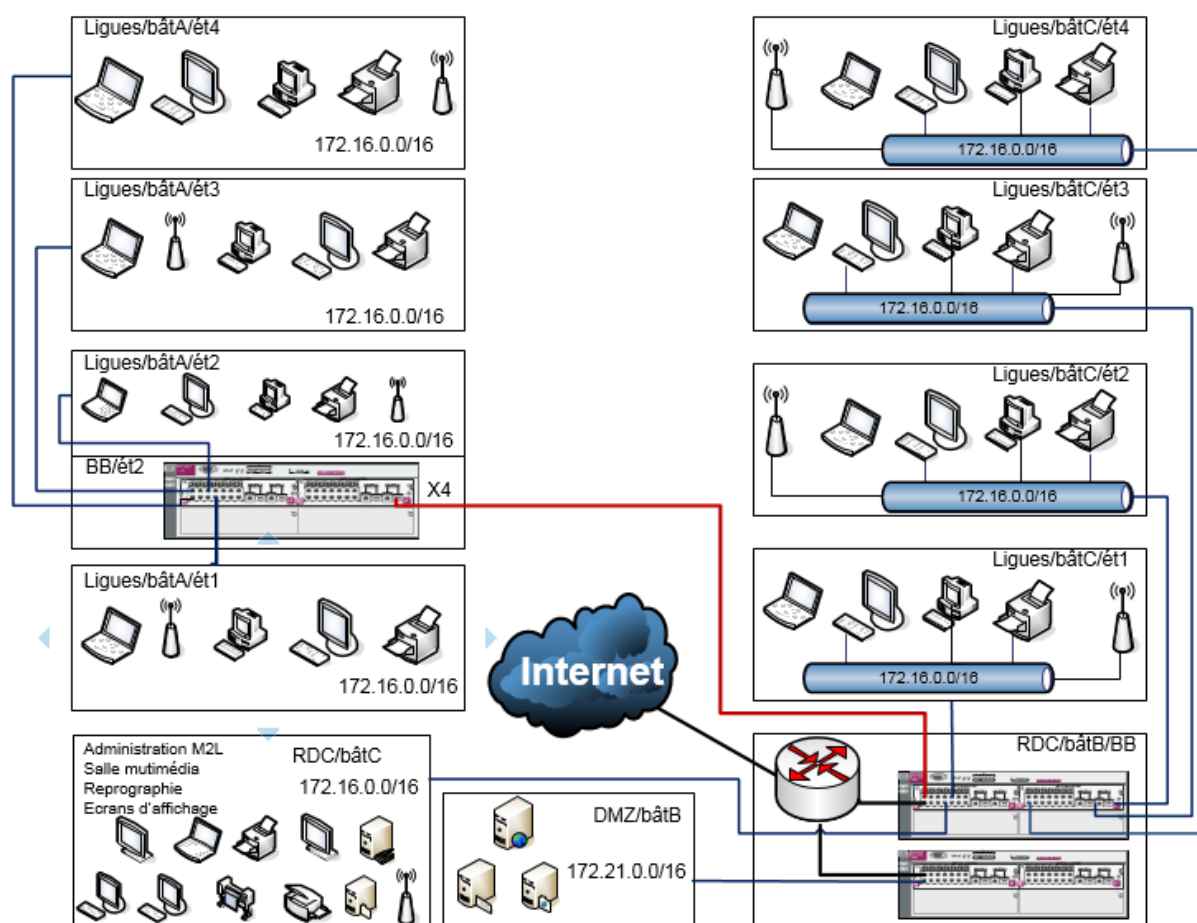 Ligues/bâtA/ét4
172.16.0.0/16
Ligues/bâtA/ét3
172.16.0.0/16
Ligues/bâtA/ét2
172.16.0.0/16
BB/ét2
X4
Ligues/bâtA/ét1
172.16.0.0/16
Administration M2L
Salle mutimédia
Reprographie
Ecrans d'affichage
RDC/bâtC
172.16.0.0/16
Internet
DMZ/bâtB
172.21.0.0/16
Ligues/bâtC/ét4
172.16.0.0/16
Ligues/bâtC/ét3
172.16.0.0/16
Ligues/bâtC/ét2
172.16.0.0/16
Ligues/bâtC/ét1
172.16.0.0/16
RDC/bâtB/BB